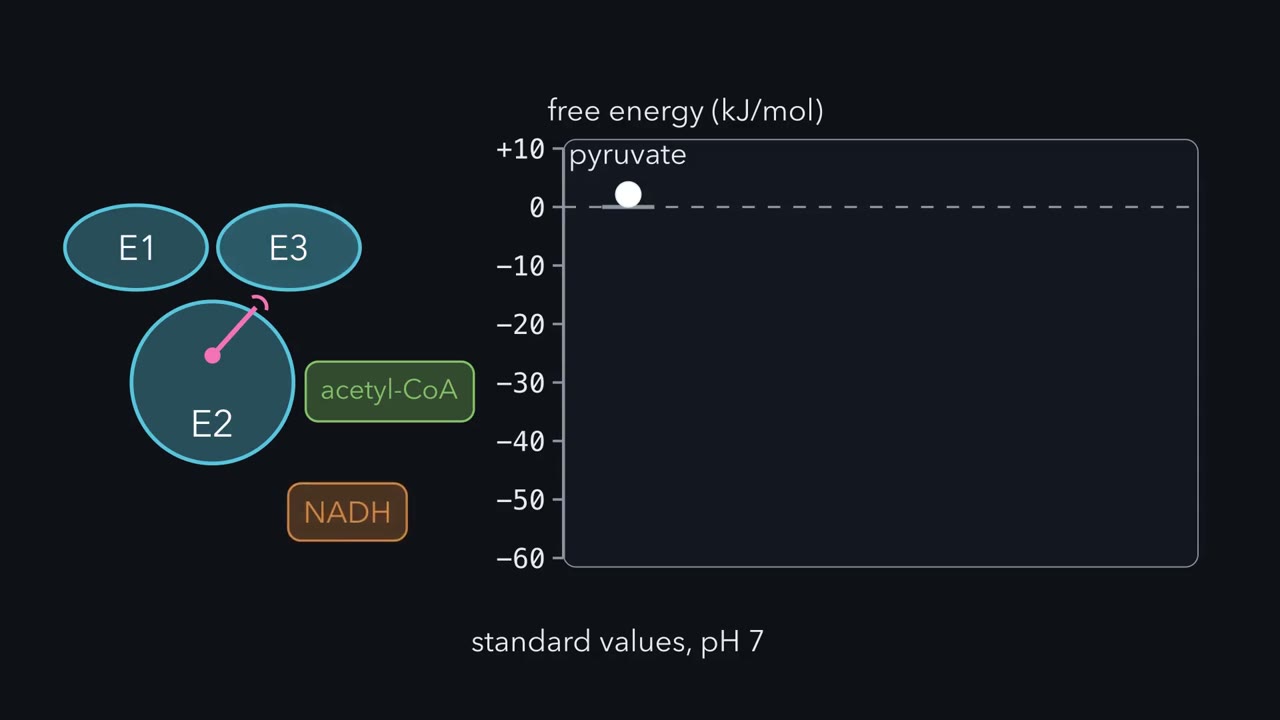 free energy (kJ/mol)
+10
pyruvate
0
E1
E3
−10
−20
−30
acetyl-CoA
E2
−40
−50
NADH
−60
standard values, pH 7